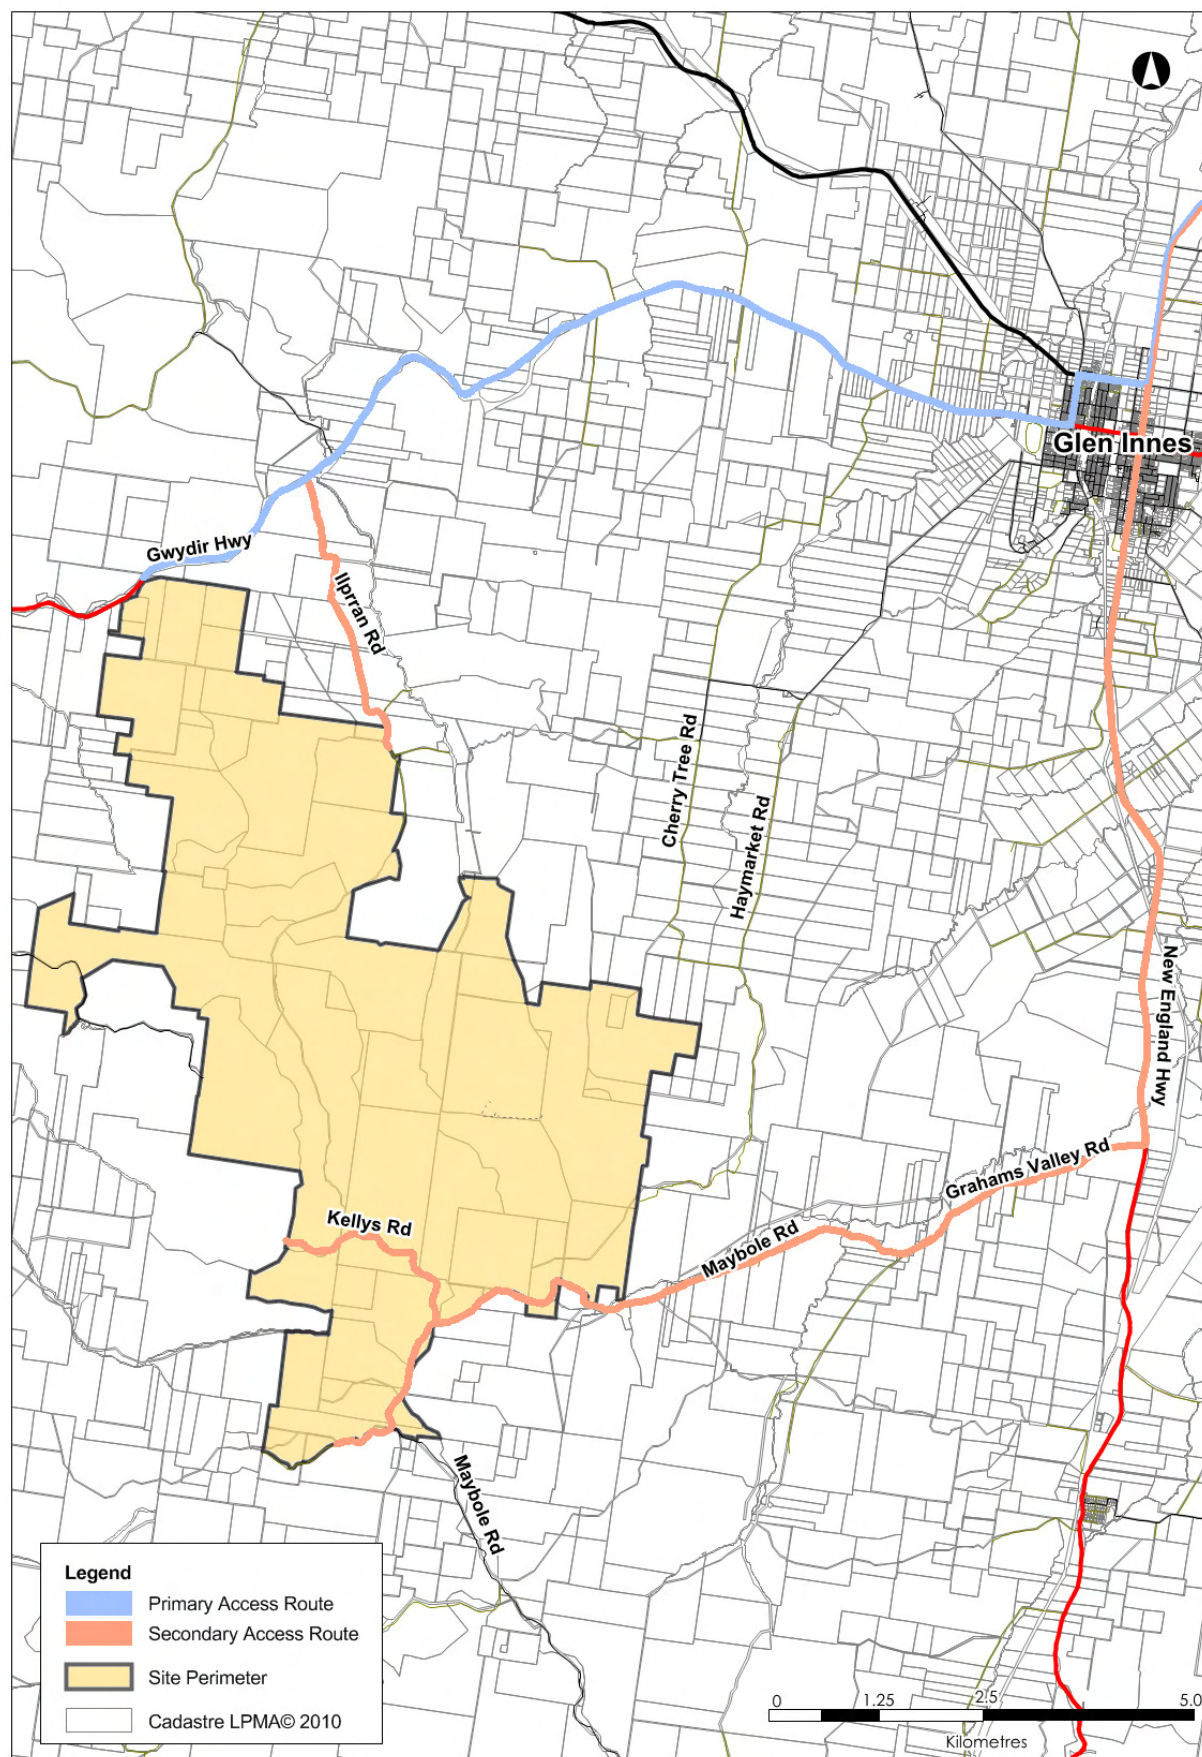 Glen Innes
Gwydir Hwy
Ilprran Rd
Cherry Tree Rd
Haymarket Rd
New England Hwy
Grahams Valley Rd
Maybole Rd
Kellys Rd
Maybole Rd
Legend
Primary Access Route
Secondary Access Route
Site Perimeter
Cadastre LPMA© 2010
0 1.25 2.5 5.0
Kilometres